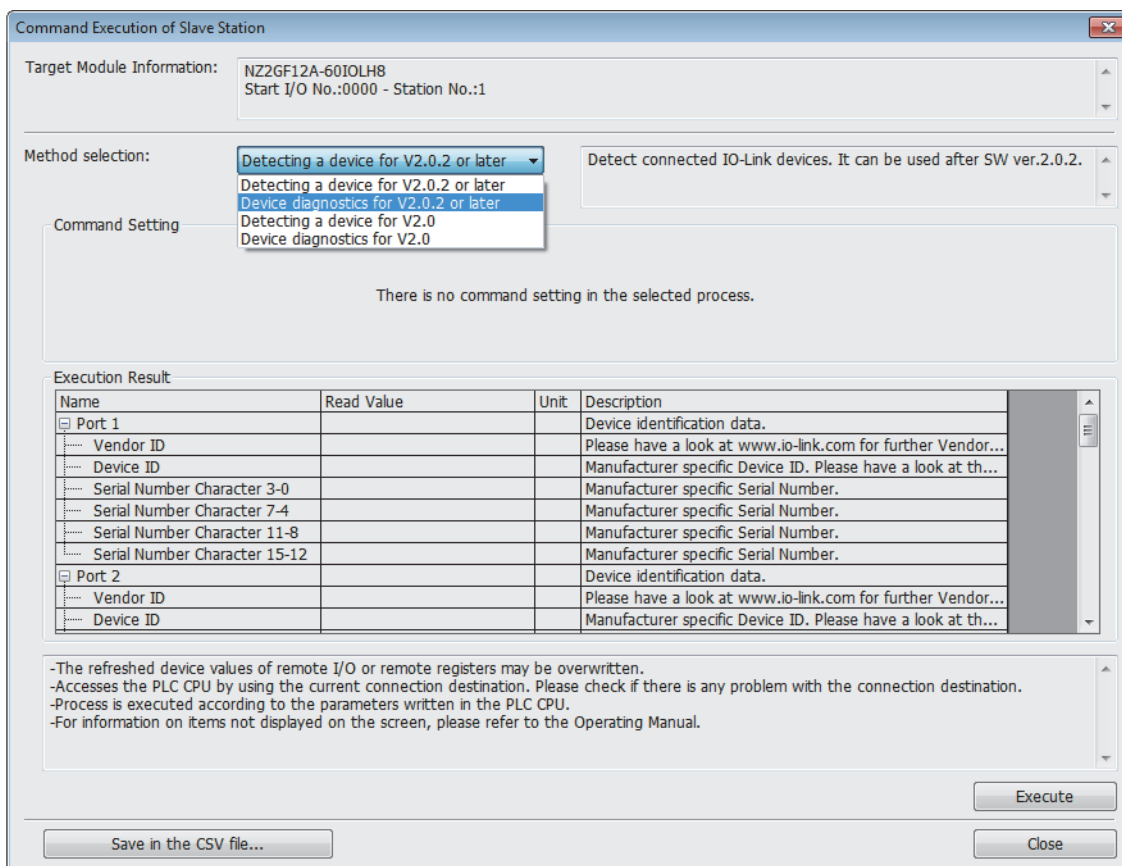 Command Execution of Slave Station
Target Module Information:
NZ2GF12A-60IOLH8
Start I/O No.:0000 - Station No.:1
Method selection:
Detecting a device for V2.0.2 or later
Detecting a device for V2.0.2 or later
Device diagnostics for V2.0.2 or later
Detecting a device for V2.0
Device diagnostics for V2.0
Detect connected IO-Link devices. It can be used after SW ver.2.0.2.
Command Setting
There is no command setting in the selected process.
Execution Result
Name Read Value Unit Description
Port 1 Device identification data.
Vendor ID Please have a look at www.io-link.com for further Vendor...
Device ID Manufacturer specific Device ID. Please have a look at th...
Serial Number Character 3-0 Manufacturer specific Serial Number.
Serial Number Character 7-4 Manufacturer specific Serial Number.
Serial Number Character 11-8 Manufacturer specific Serial Number.
Serial Number Character 15-12 Manufacturer specific Serial Number.
Port 2 Device identification data.
Vendor ID Please have a look at www.io-link.com for further Vendor...
Device ID Manufacturer specific Device ID. Please have a look at th...
-The refreshed device values of remote I/O or remote registers may be overwritten.
-Accesses the PLC CPU by using the current connection destination. Please check if there is any problem with the connection destination.
-Process is executed according to the parameters written in the PLC CPU.
-For information on items not displayed on the screen, please refer to the Operating Manual.
Execute
Save in the CSV file...
Close